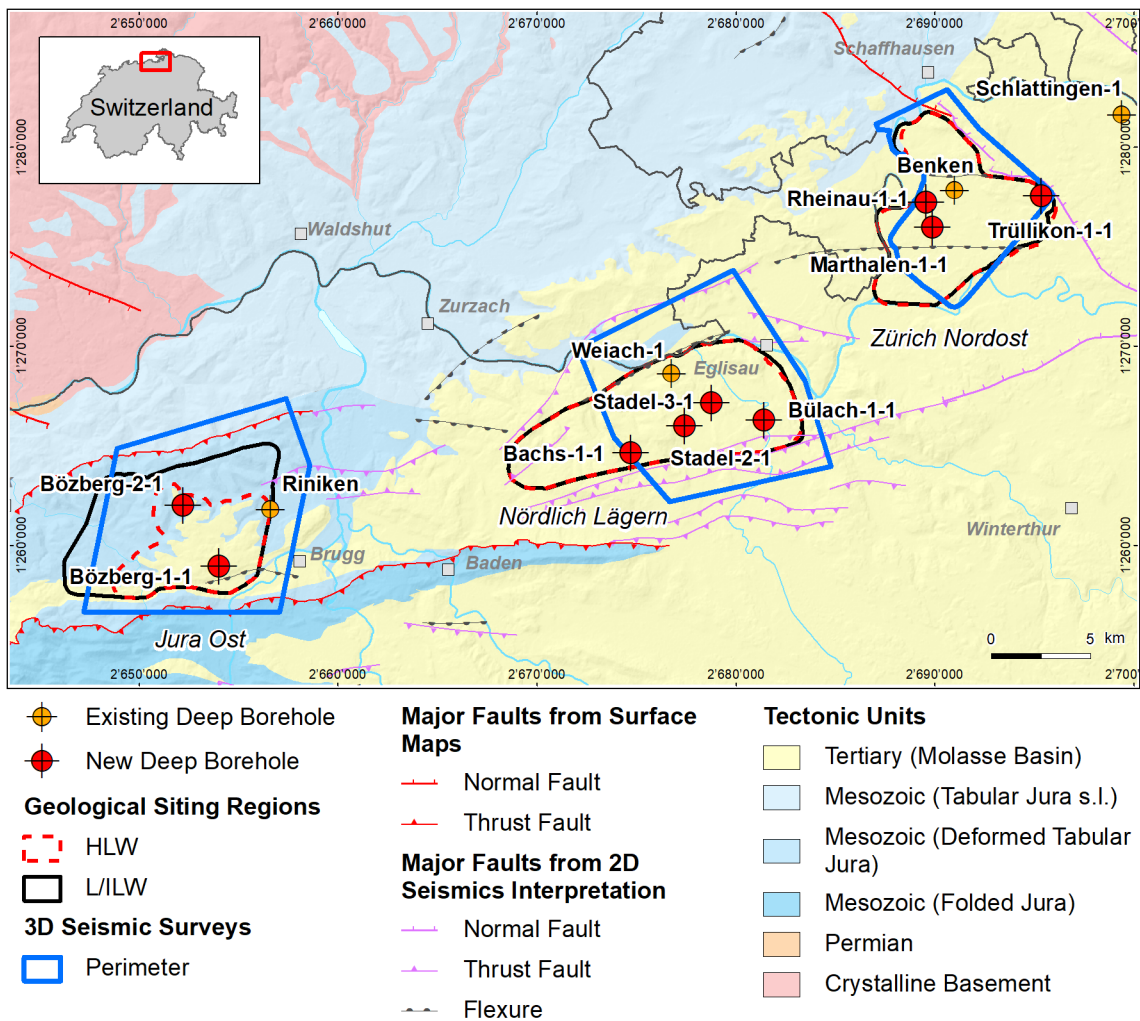 2'650'000
2'660'000
2'670'000
2'680'000
2'690'000
2'700
Schaffhausen
Schlattingen-1
Switzerland
1'280'000
1'280'000
Benken
Rheinau-1-1
Trüllikon-1-1
Waldshut
Marthalen-1-1
Zurzach
Zürich Nordost
1'270'000
1'270'000
Weiach-1
Eglisau
Stadel-3-1
Bülach-1-1
Bachs-1-1
Stadel-2-1
Bözberg-2-1
Riniken
Nördlich Lägern
Winterthur
1'260'000
1'260'000
Brugg
Baden
Bözberg-1-1
Jura Ost
0 5 km
2'650'000
2'660'000
2'670'000
2'680'000
2'690'000
2'700
Existing Deep Borehole
New Deep Borehole
Geological Siting Regions
HLW
L/ILW
3D Seismic Surveys
Perimeter
Major Faults from Surface
Maps
Normal Fault
Thrust Fault
Major Faults from 2D
Seismics Interpretation
Normal Fault
Thrust Fault
Flexure
Tectonic Units
Tertiary (Molasse Basin)
Mesozoic (Tabular Jura s.l.)
Mesozoic (Deformed Tabular
Jura)
Mesozoic (Folded Jura)
Permian
Crystalline Basement